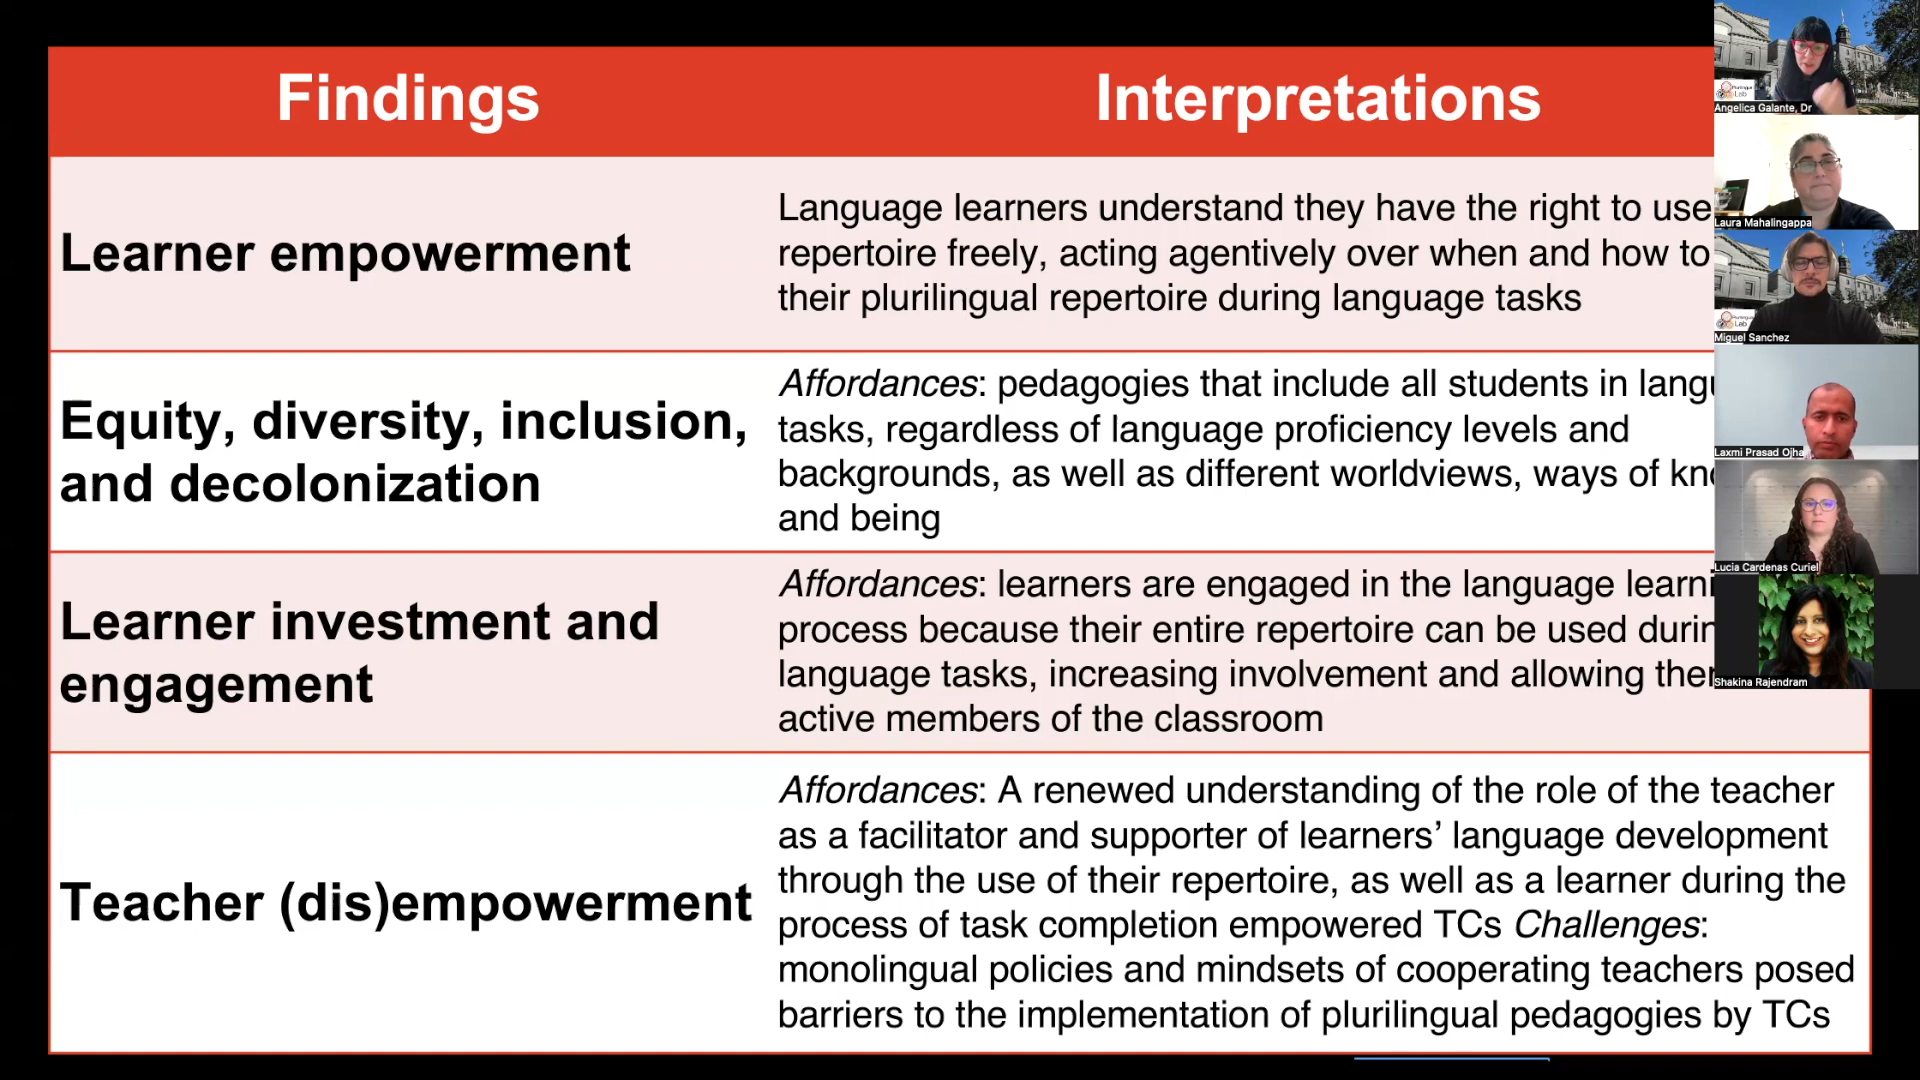 Findings
Interpretations
Learner empowerment
Language learners understand they have the right to use
repertoire freely, acting agentively over when and how to
their plurilingual repertoire during language tasks
Equity, diversity, inclusion,
and decolonization
Affordances: pedagogies that include all students in
tasks, regardless of language proficiency levels and
backgrounds, as well as different worldviews, ways of
and being
Learner investment and
engagement
Affordances: learners are engaged in the language
process because their entire repertoire can be used
language tasks, increasing involvement and allowing
active members of the classroom
Teacher (dis)empowerment
Affordances: A renewed understanding of the role of the teacher
as a facilitator and supporter of learners’ language development
through the use of their repertoire, as well as a learner during the
process of task completion empowered TCs Challenges:
monolingual policies and mindsets of cooperating teachers posed
barriers to the implementation of plurilingual pedagogies by TCs
Angelica Galante, Dr
Laura Mahalingappa
Miguel Sanchez
Laxmi Prasad Ojha
Lucia Cardenas Curiel
Shakina Rajendram